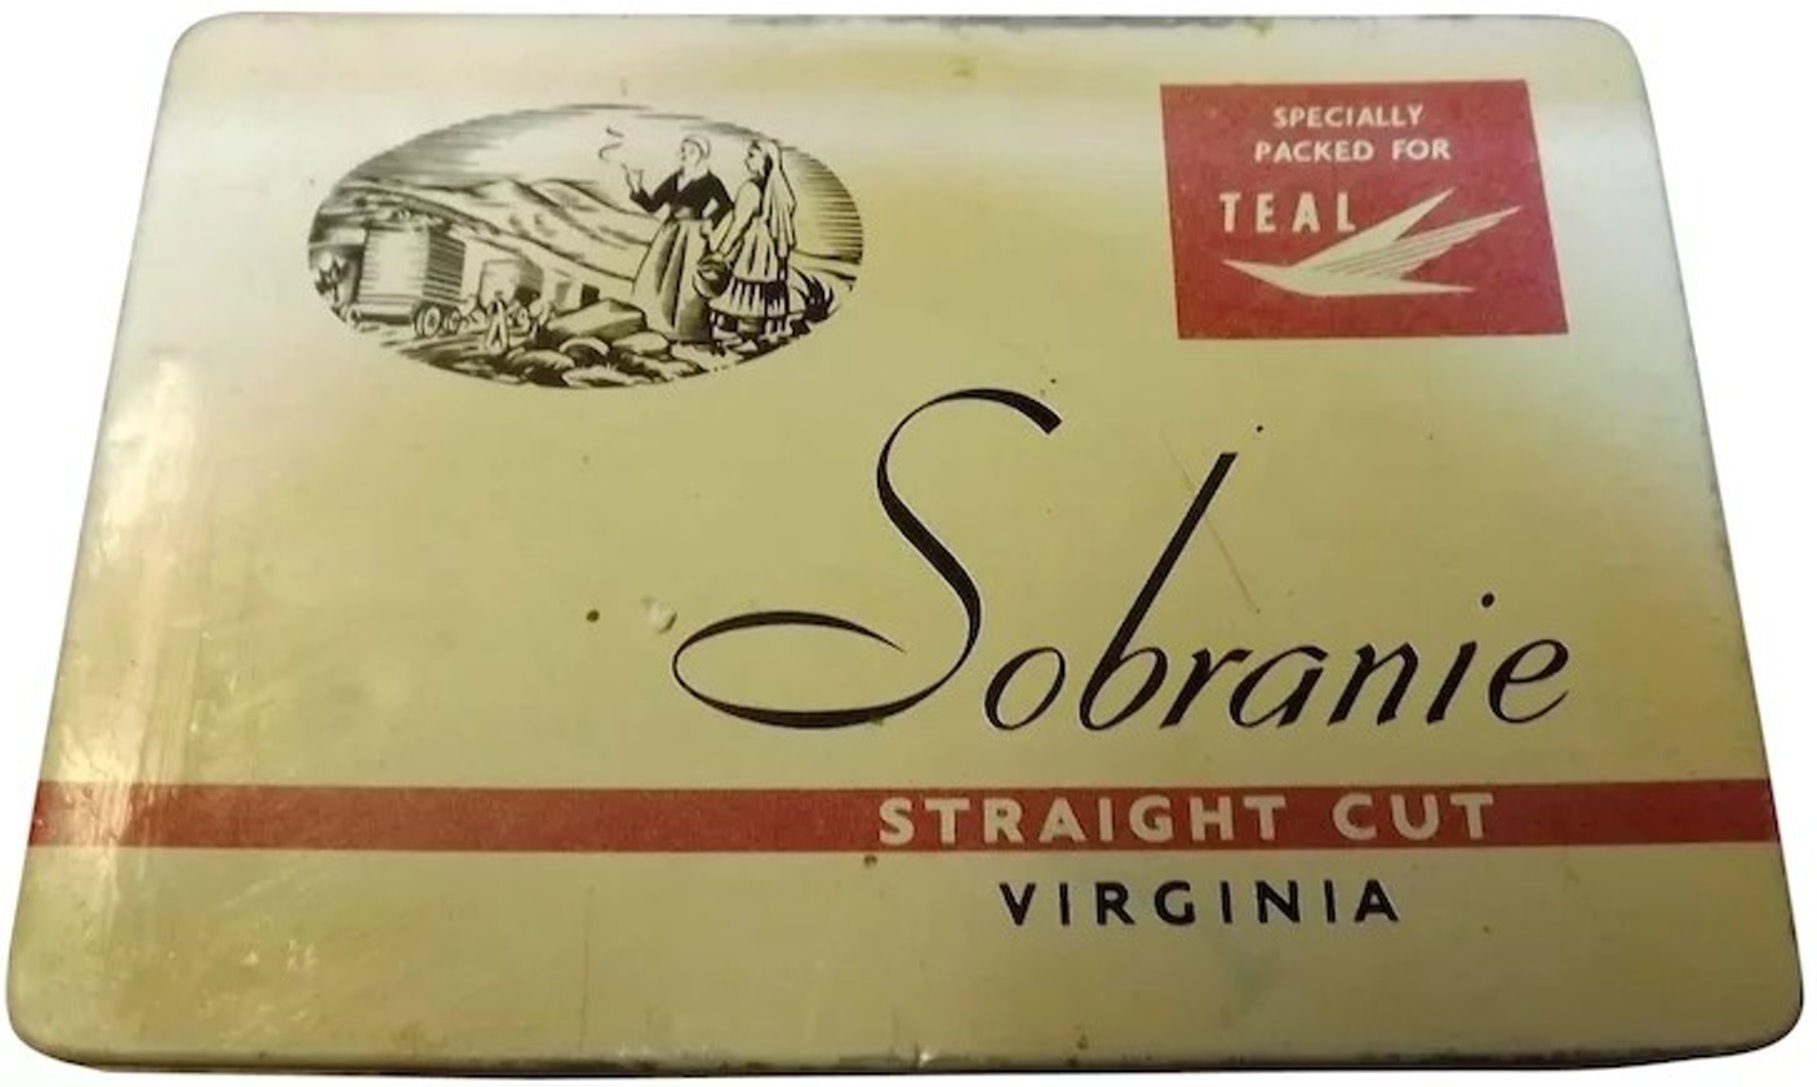 SPECIALLY
PACKED FOR
TEAL
Sobranie
STRAIGHT CUT
VIRGINIA